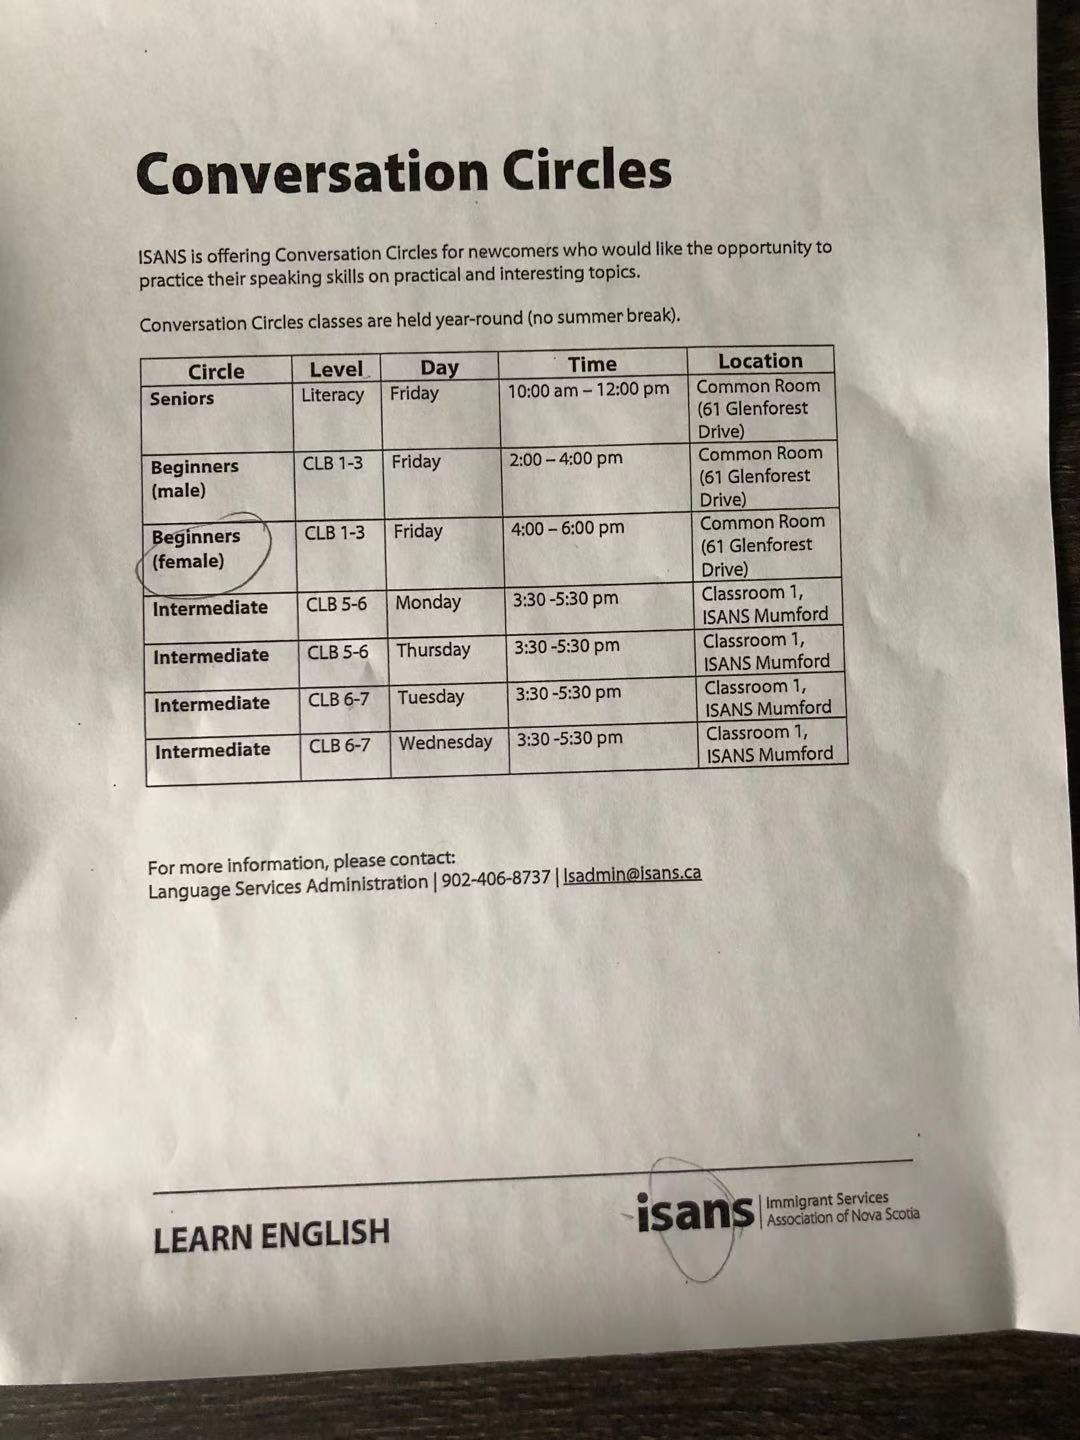 Conversation Circles
ISANS is offering Conversation Circles for newcomers who would like the opportunity to
practice their speaking skills on practical and interesting topics.
Conversation Circles classes are held year-round (no summer break).
Circle Level Day Time Location
Seniors Literacy Friday 10:00 am – 12:00 pm Common Room
(61 Glenforest
Drive)
Beginners CLB 1-3 Friday 2:00 – 4:00 pm Common Room
(male) (61 Glenforest
Drive)
Beginners CLB 1-3 Friday 4:00 – 6:00 pm Common Room
(female) (61 Glenforest
Drive)
Intermediate CLB 5-6 Monday 3:30 -5:30 pm Classroom 1,
ISANS Mumford
Intermediate CLB 5-6 Thursday 3:30 -5:30 pm Classroom 1,
ISANS Mumford
Intermediate CLB 6-7 Tuesday 3:30 -5:30 pm Classroom 1,
ISANS Mumford
Intermediate CLB 6-7 Wednesday 3:30 -5:30 pm Classroom 1,
ISANS Mumford
For more information, please contact:
Language Services Administration | 902-406-8737 | lsadmin@isans.ca
LEARN ENGLISH
isans | Immigrant Services
Association of Nova Scotia